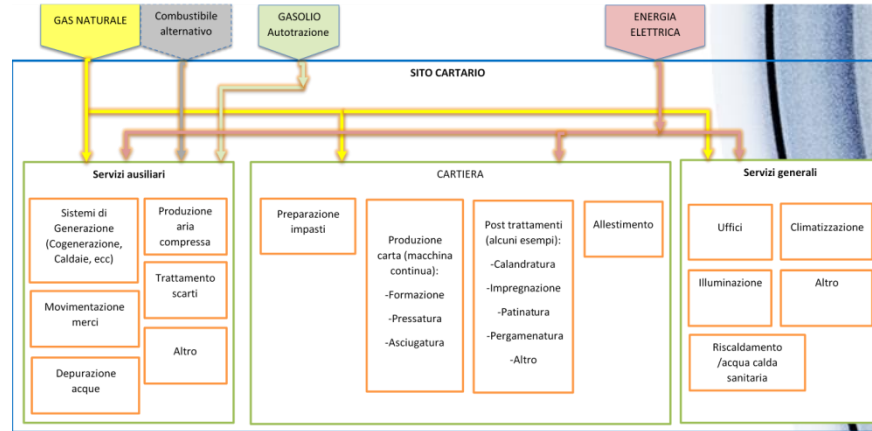 GAS NATURALE
Combustibile
alternativo
GASOLIO
Autotrazione
ENERGIA
ELETTRICA
SITO CARTARIO
Servizi ausiliari
Sistemi di
Generazione
(Cogenerazione,
Caldaie, ecc)
Produzione
aria
compressa
Movimentazione
merci
Trattamento
scarti
Depurazione
acque
Altro
CARTIERA
Preparazione
impasti
Produzione
carta (macchina
continua):
-Formazione
-Pressatura
-Asciugatura
Post trattamenti
(alcuni esempi):
-Calandratura
-Impregnazione
-Patinatura
-Pergamenatura
-Altro
Allestimento
Servizi generali
Uffici
Climatizzazione
Illuminazione
Altro
Riscaldamento
/acqua calda
sanitaria